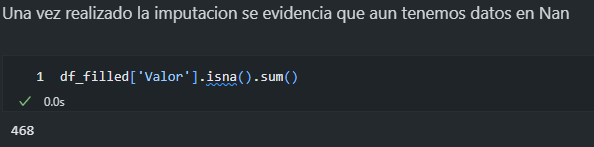 Una vez realizado la imputacion se evidencia que aun tenemos datos en Nan
1 df_filled['Valor'].isna().sum()
0.0s
468